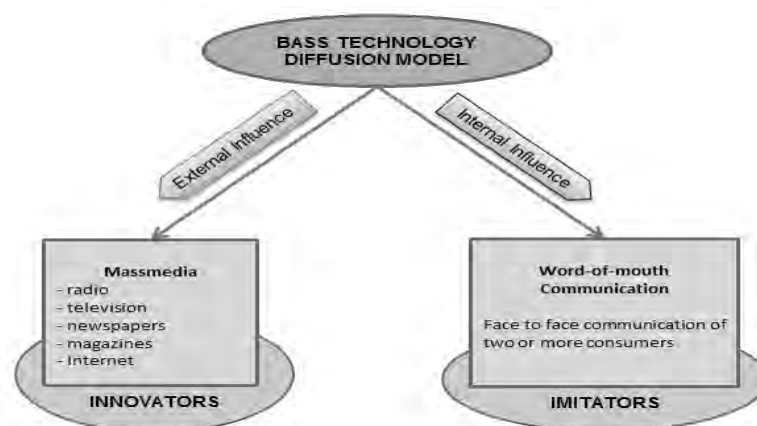 BASS TECHNOLOGY
DIFFUSION MODEL
External Influence
Internal Influence
Massmedia
- radio
- television
- newspapers
- magazines
- Internet
INNOVATORS
Word-of-mouth
Communication
Face to face communication of
two or more consumers
IMITATORS